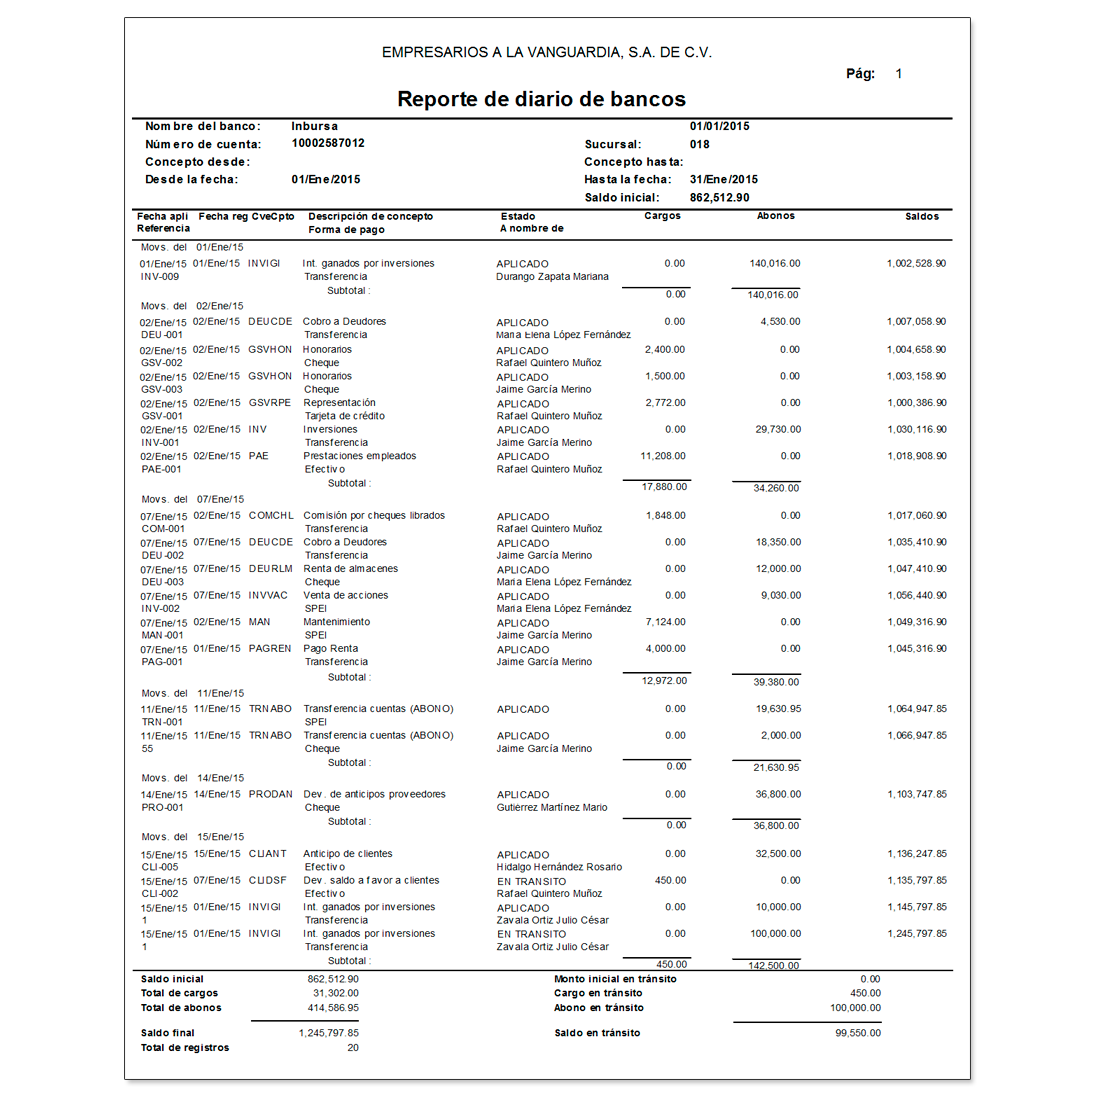 EMPRESARIOS A LA VANGUARDIA, S.A. DE C.V.
Pág: 1
Reporte de diario de bancos
Nombre del banco: Inbursa 01/01/2015
Número de cuenta: 10002587012 Sucursal: 018
Concepto desde: Concepto hasta:
Desde la fecha: 01/Ene/2015 Hasta la fecha: 31/Ene/2015
Saldo inicial: 862,512.90
Fecha apli Fecha reg CveCpto Descripción de concepto Estado Cargos Abonos Saldos
Referencia Forma de pago A nombre de
Movs. del 01/Ene/15
01/Ene/15 01/Ene/15 INVIGI Int. ganados por inversiones APLICADO 0.00 140,016.00 1,002,528.90
INV-009 Transferencia Durango Zapata Mariana
Subtotal: 0.00 140,016.00
Movs. del 02/Ene/15
02/Ene/15 02/Ene/15 DEUCDE Cobro a Deudores APLICADO 0.00 4,530.00 1,007,058.90
DEU-001 Transferencia Maria Elena López Fernández
02/Ene/15 02/Ene/15 GSVHON Honorarios APLICADO 2,400.00 0.00 1,004,658.90
GSV-002 Cheque Rafael Quintero Muñoz
02/Ene/15 02/Ene/15 GSVHON Honorarios APLICADO 1,500.00 0.00 1,003,158.90
GSV-003 Cheque Jaime García Merino
02/Ene/15 02/Ene/15 GSVRPE Representación APLICADO 2,772.00 0.00 1,000,386.90
GSV-001 Tarjeta de crédito Rafael Quintero Muñoz
02/Ene/15 02/Ene/15 INV Inversiones APLICADO 0.00 29,730.00 1,030,116.90
INV-001 Transferencia Jaime García Merino
02/Ene/15 02/Ene/15 PAE Prestaciones empleados APLICADO 11,208.00 0.00 1,018,908.90
PAE-001 Efectivo Rafael Quintero Muñoz
Subtotal: 17,880.00 34,260.00
Movs. del 07/Ene/15
07/Ene/15 02/Ene/15 COMCHL Comisión por cheques librados APLICADO 1,848.00 0.00 1,017,060.90
COM-001 Transferencia Rafael Quintero Muñoz
07/Ene/15 07/Ene/15 DEUCDE Cobro a Deudores APLICADO 0.00 18,350.00 1,035,410.90
DEU-002 Transferencia Jaime García Merino
07/Ene/15 07/Ene/15 DEURLM Renta de almacenes APLICADO 0.00 12,000.00 1,047,410.90
DEU-003 Cheque Maria Elena López Fernández
07/Ene/15 07/Ene/15 INVVAC Venta de acciones APLICADO 0.00 9,030.00 1,056,440.90
INV-002 SPEI Maria Elena López Fernández
07/Ene/15 02/Ene/15 MAN Mantenimiento APLICADO 7,124.00 0.00 1,049,316.90
MAN-001 SPEI Jaime García Merino
07/Ene/15 01/Ene/15 PAGREN Pago Renta APLICADO 4,000.00 0.00 1,045,316.90
PAG-001 Transferencia Jaime García Merino
Subtotal: 12,972.00 39,380.00
Movs. del 11/Ene/15
11/Ene/15 11/Ene/15 TRNABO Transferencia cuentas (ABONO) APLICADO 0.00 19,630.95 1,064,947.85
TRN-001 SPEI
11/Ene/15 11/Ene/15 TRNABO Transferencia cuentas (ABONO) APLICADO 0.00 2,000.00 1,066,947.85
55 Cheque Jaime García Merino
Subtotal: 0.00 21,630.95
Movs. del 14/Ene/15
14/Ene/15 14/Ene/15 PRODAN Dev. de anticipos proveedores APLICADO 0.00 36,800.00 1,103,747.85
PRO-001 Cheque Gutiérrez Martínez Mario
Subtotal: 0.00 36,800.00
Movs. del 15/Ene/15
15/Ene/15 15/Ene/15 CLIANT Anticipo de clientes APLICADO 0.00 32,500.00 1,136,247.85
CLI-005 Efectivo Hidalgo Hernández Rosario
15/Ene/15 07/Ene/15 CLIDSF Dev. saldo a favor a clientes EN TRANSITO 450.00 0.00 1,135,797.85
CLI-002 Efectivo Rafael Quintero Muñoz
15/Ene/15 01/Ene/15 INVIGI Int. ganados por inversiones APLICADO 0.00 10,000.00 1,145,797.85
1 Transferencia Zavala Ortiz Julio César
15/Ene/15 01/Ene/15 INVIGI Int. ganados por inversiones EN TRANSITO 0.00 100,000.00 1,245,797.85
1 Transferencia Zavala Ortiz Julio César
Subtotal: 450.00 142,500.00
Saldo inicial 862,512.90 Monto inicial en tránsito 0.00
Total de cargos 31,302.00 Cargo en tránsito 450.00
Total de abonos 414,586.95 Abono en tránsito 100,000.00
Saldo final 1,245,797.85 Saldo en tránsito 99,550.00
Total de registros 20